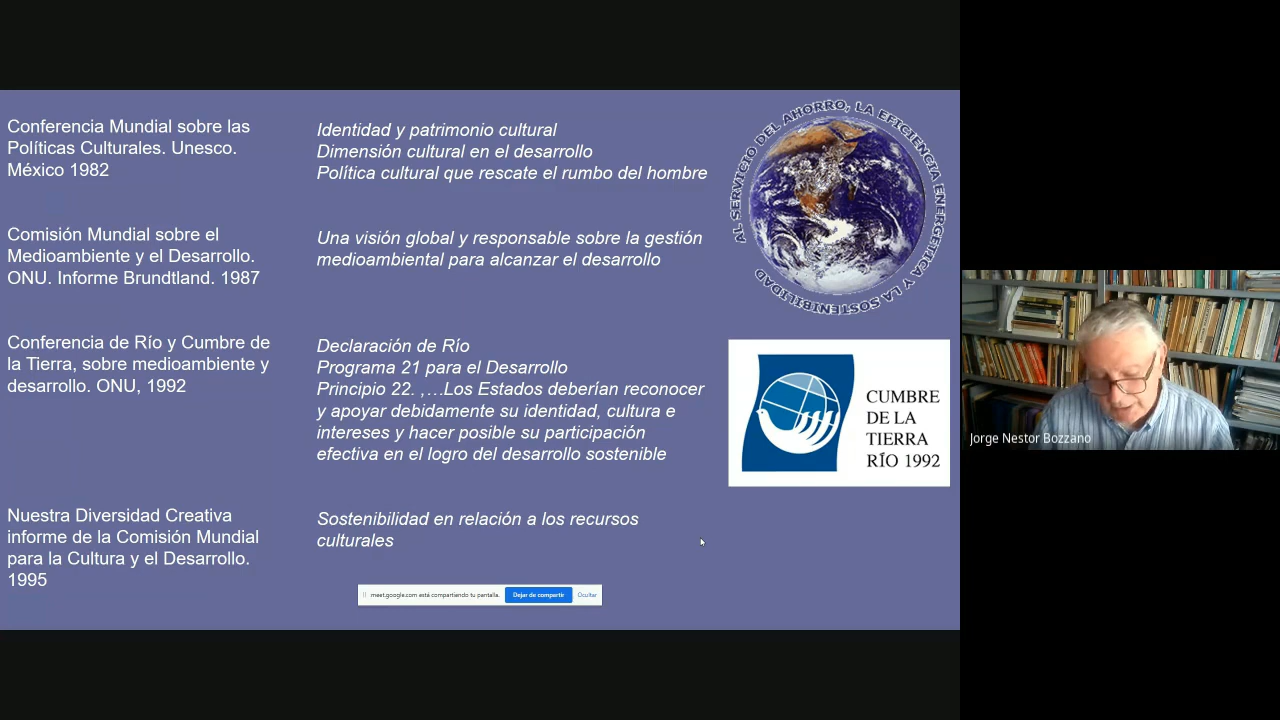 Conferencia Mundial sobre las
Políticas Culturales. Unesco.
México 1982
Identidad y patrimonio cultural
Dimensión cultural en el desarrollo
Política cultural que rescate el rumbo del hombre
AL SERVICIO DEL AHORRO, LA EFICIENCIA ENERGETICA Y LA SOSTENIBILIDAD
Comisión Mundial sobre el
Medioambiente y el Desarrollo.
ONU. Informe Brundtland. 1987
Una visión global y responsable sobre la gestión
medioambiental para alcanzar el desarrollo
Conferencia de Río y Cumbre de
la Tierra, sobre medioambiente y
desarrollo. ONU, 1992
Declaración de Río
Programa 21 para el Desarrollo
Principio 22. ,…Los Estados deberían reconocer
y apoyar debidamente su identidad, cultura e
intereses y hacer posible su participación
efectiva en el logro del desarrollo sostenible
CUMBRE
DE LA
TIERRA
RÍO 1992
Nuestra Diversidad Creativa
informe de la Comisión Mundial
para la Cultura y el Desarrollo.
1995
Sostenibilidad en relación a los recursos
culturales
meet.google.com está compartiendo tu pantalla.
Dejar de compartir
Ocultar
Jorge Nestor Bozzano